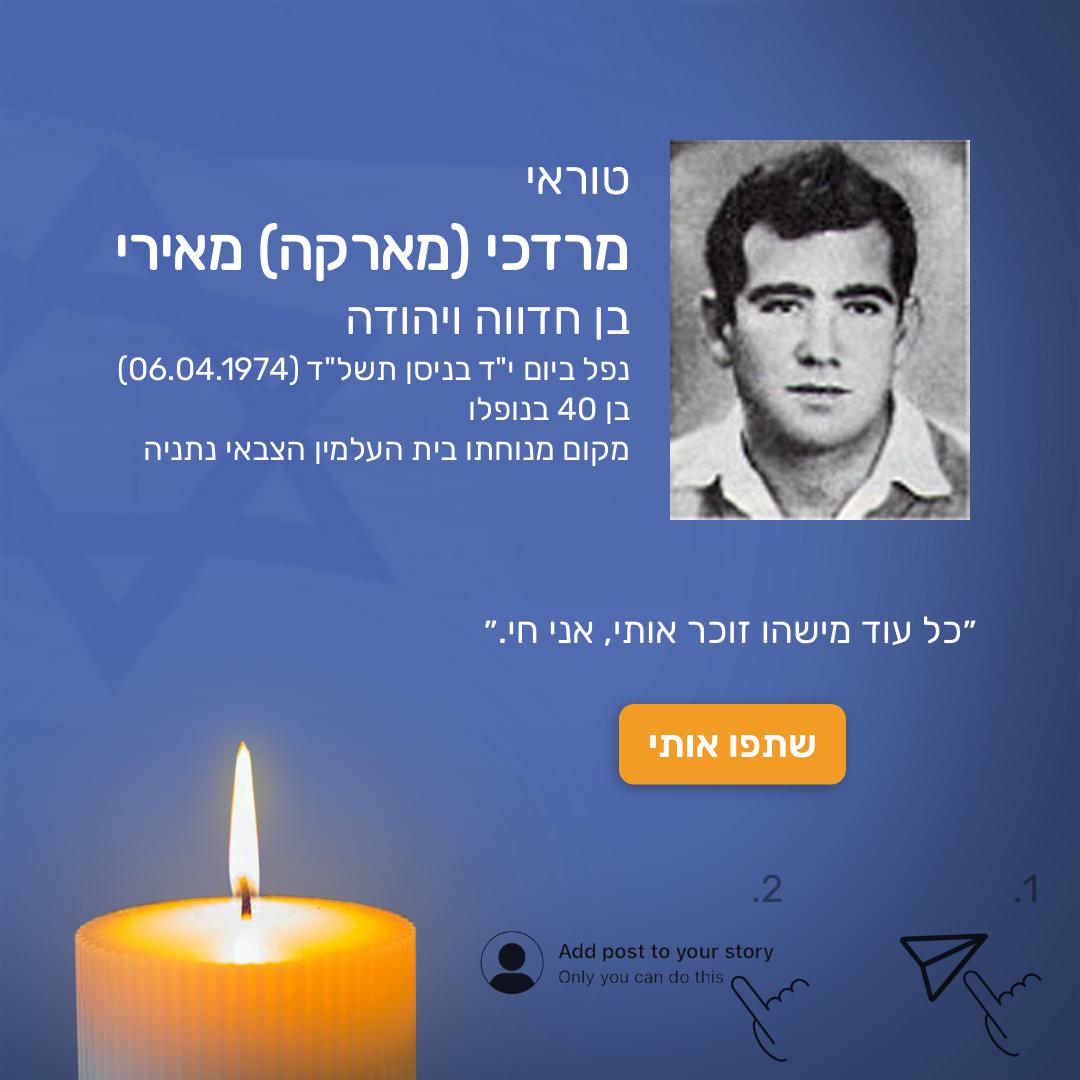 טוראי
מרדכי (מארקה) מאירי
בן חדווה ויהודה
נפל ביום י"ד בניסן תשל"ד (06.04.1974)
בן 40 בנופלו
מקום מנוחתו בית העלמין הצבאי נתניה
״כל עוד מישהו זוכר אותי, אני חי.״
שתפו אותי
.1
.2
Add post to your story
Only you can do this